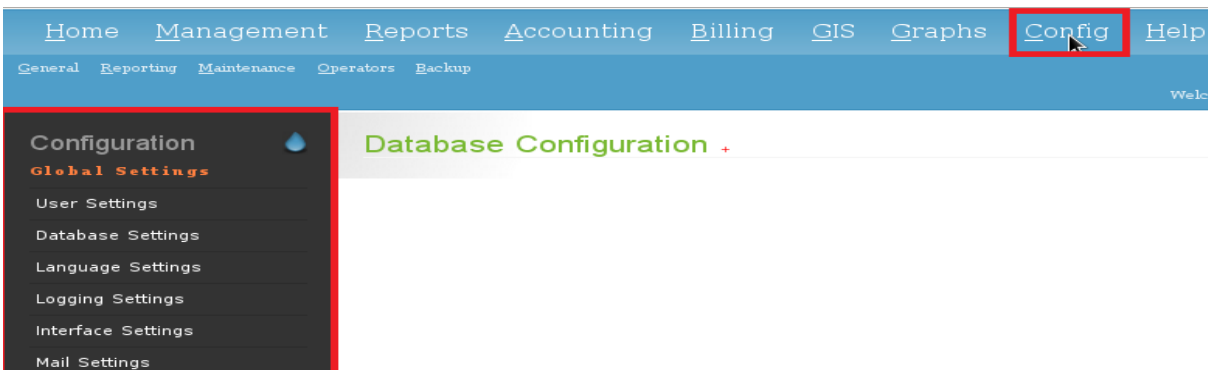 Home Management Reports Accounting Billing GIS Graphs Config Help
General Reporting Maintenance Operators Backup
Configuration
Global Settings
User Settings
Database Settings
Language Settings
Logging Settings
Interface Settings
Mail Settings
Database Configuration +